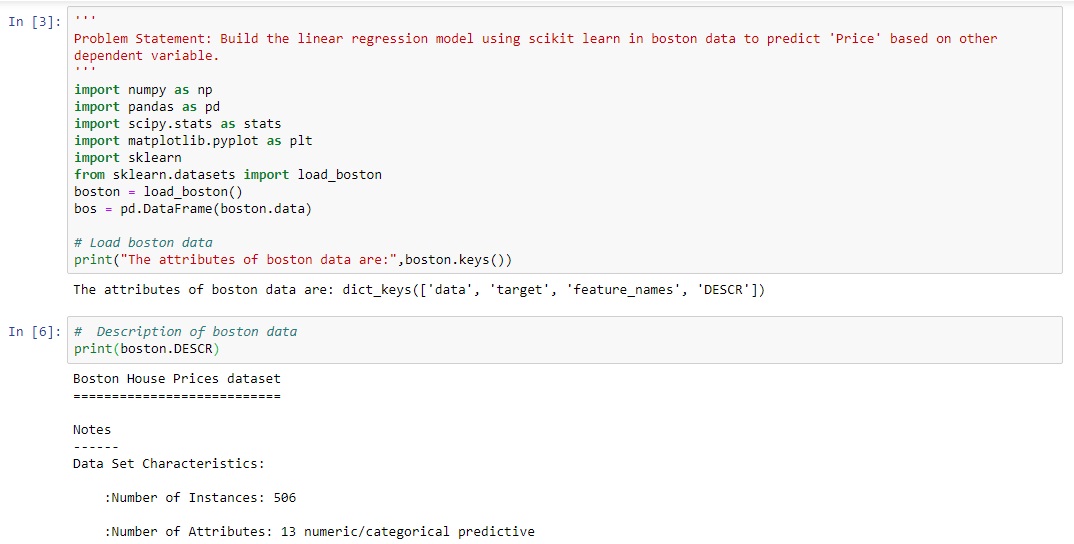 In [3]:
'''
Problem Statement: Build the linear regression model using scikit learn in boston data to predict 'Price' based on other
dependent variable.
'''
import numpy as np
import pandas as pd
import scipy.stats as stats
import matplotlib.pyplot as plt
import sklearn
from sklearn.datasets import load_boston
boston = load_boston()
bos = pd.DataFrame(boston.data)
# Load boston data
print("The attributes of boston data are:",boston.keys())
The attributes of boston data are: dict_keys(['data', 'target', 'feature_names', 'DESCR'])
In [6]:
#  Description of boston data
print(boston.DESCR)
Boston House Prices dataset
===========================
Notes
------
Data Set Characteristics:
:Number of Instances: 506
:Number of Attributes: 13 numeric/categorical predictive